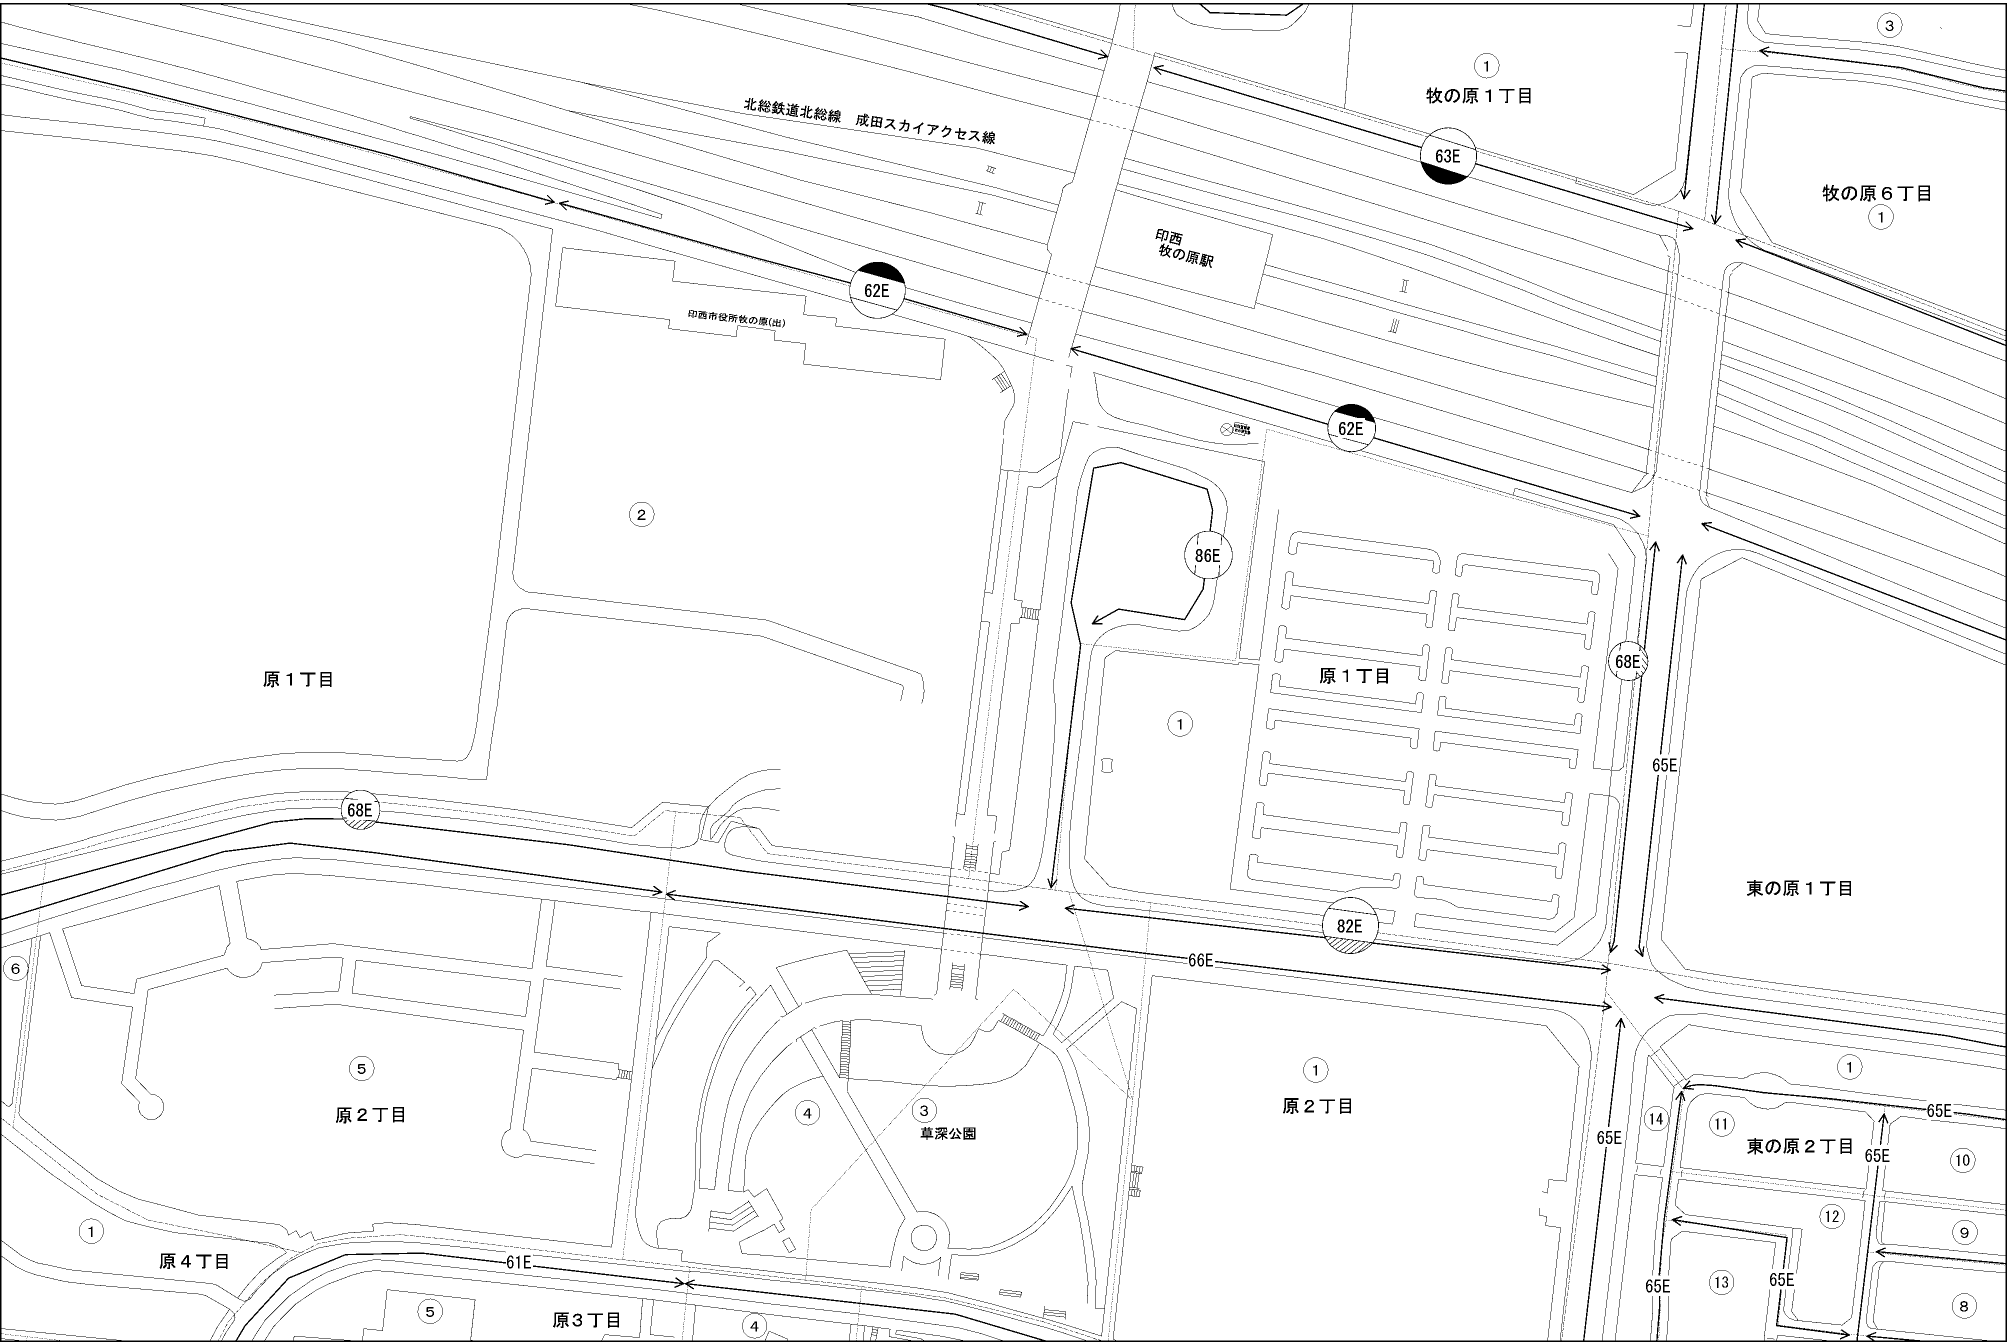 3
1
牧の原１丁目
北総鉄道北総線　成田スカイアクセス線
63E
牧の原６丁目
1
印西
牧の原駅
62E
印西市役所牧の原(出)
62E
2
86E
68E
原１丁目
原１丁目
1
65E
68E
東の原１丁目
82E
66E
6
5
原２丁目
4
3
草深公園
1
原２丁目
1
65E
14
11
65E
東の原２丁目
65E
10
12
9
1
原４丁目
61E
65E
13
65E
8
5
原３丁目
4